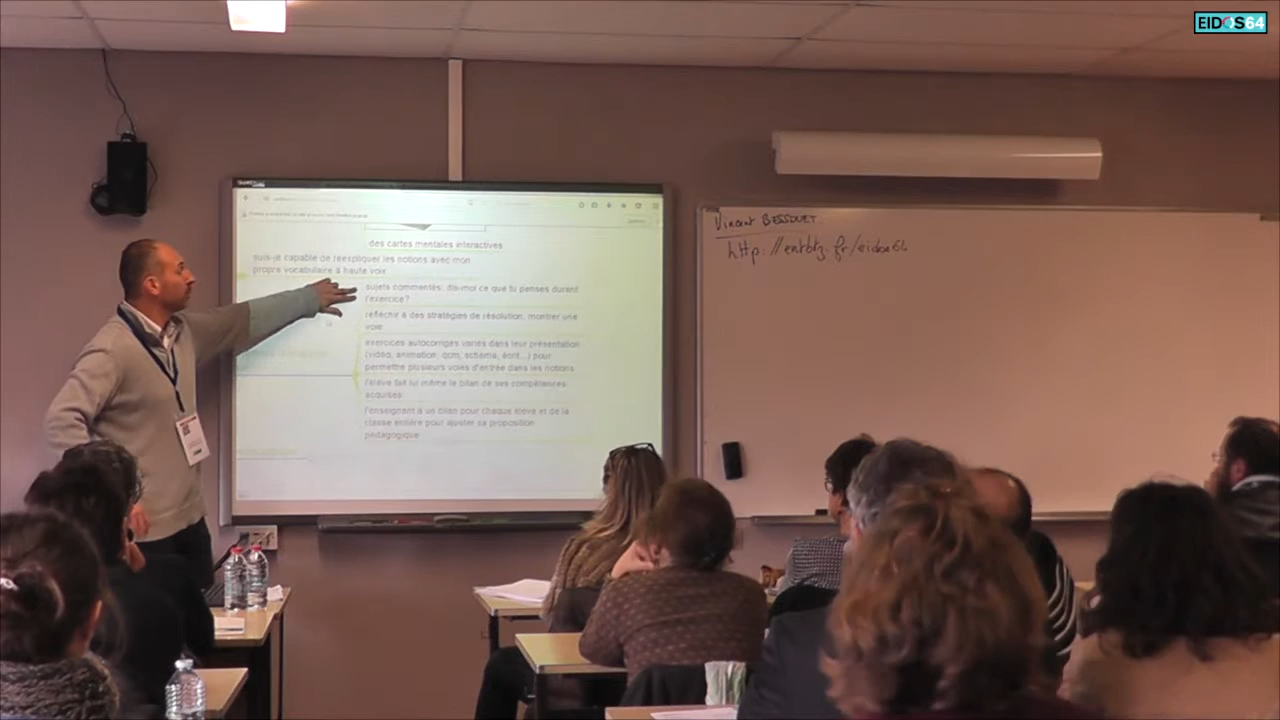 EIDOS64
Vincent BESSOUET
http://entbtz.fr/eidos64
des cartes mentales interactives
suis-je capable de réexpliquer les notions avec mon
propre vocabulaire à haute voix
sujets commentés: dis-moi ce que tu penses durant
l'exercice?
réfléchir à des stratégies de résolution, montrer une
voie
exercices autocorrigés variés dans leur présentation
(vidéo, animation, qcm, schéma, écrit...) pour
permettre plusieurs voies d'entrée dans les notions
l'élève fait lui même le bilan de ses compétences
acquises
l'enseignant à un bilan pour chaque élève et de la
classe entière pour ajuster sa proposition
pédagogique